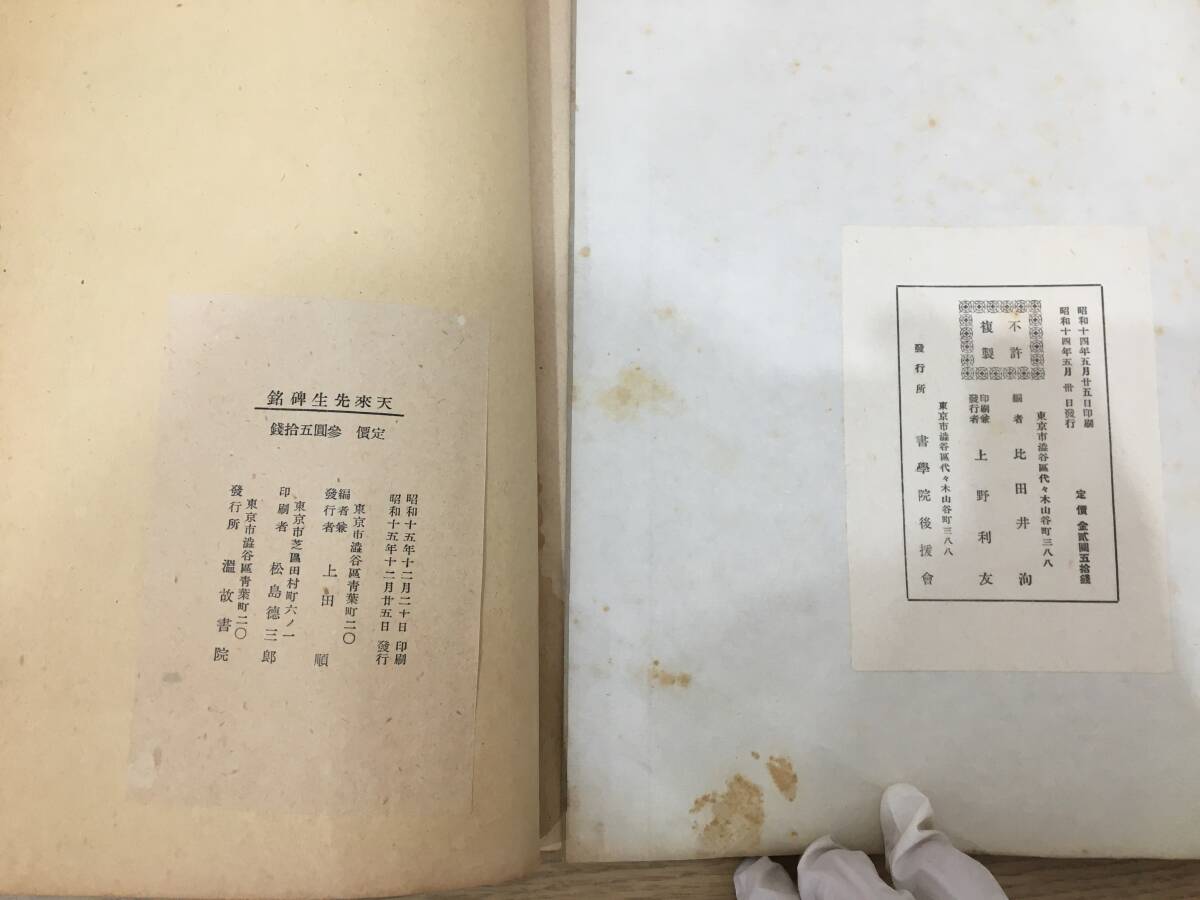 天來先生碑銘
定價 參圓五拾錢
昭和十五年十二月二十日 印刷
昭和十五年十二月廿五日 發行
東京市澁谷區青葉町二〇
編者兼發行者 上田順
東京市芝區田村町六ノ一
印刷者 松島德三郎
東京市澁谷區青葉町二〇
發行所 溫故書院
昭和十四年五月廿五日印刷
昭和十四年五月卅日發行
定價 金貳圓五拾錢
不許複製
東京市澁谷區代々木山谷町三八八
編者 比田井洵
印刷兼發行者 上野利友
東京市澁谷區代々木山谷町三八八
發行所 書學院後援會